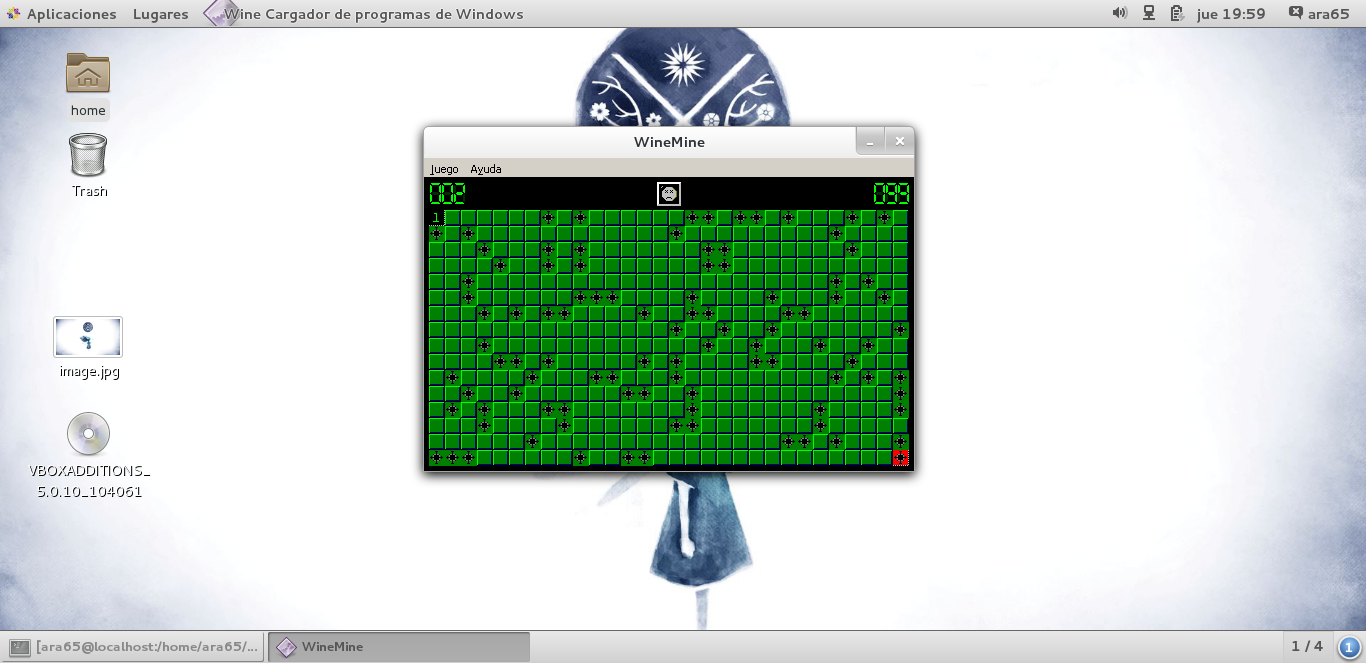 Aplicaciones Lugares Wine Cargador de programas de Windows jue 19:59 ara65
home
Trash
image.jpg
VBOXADDITIONS_
5.0.10_104061
WineMine
Juego Ayuda
002 099
1
[ara65@localhost:/home/ara65/... WineMine 1 / 4 1